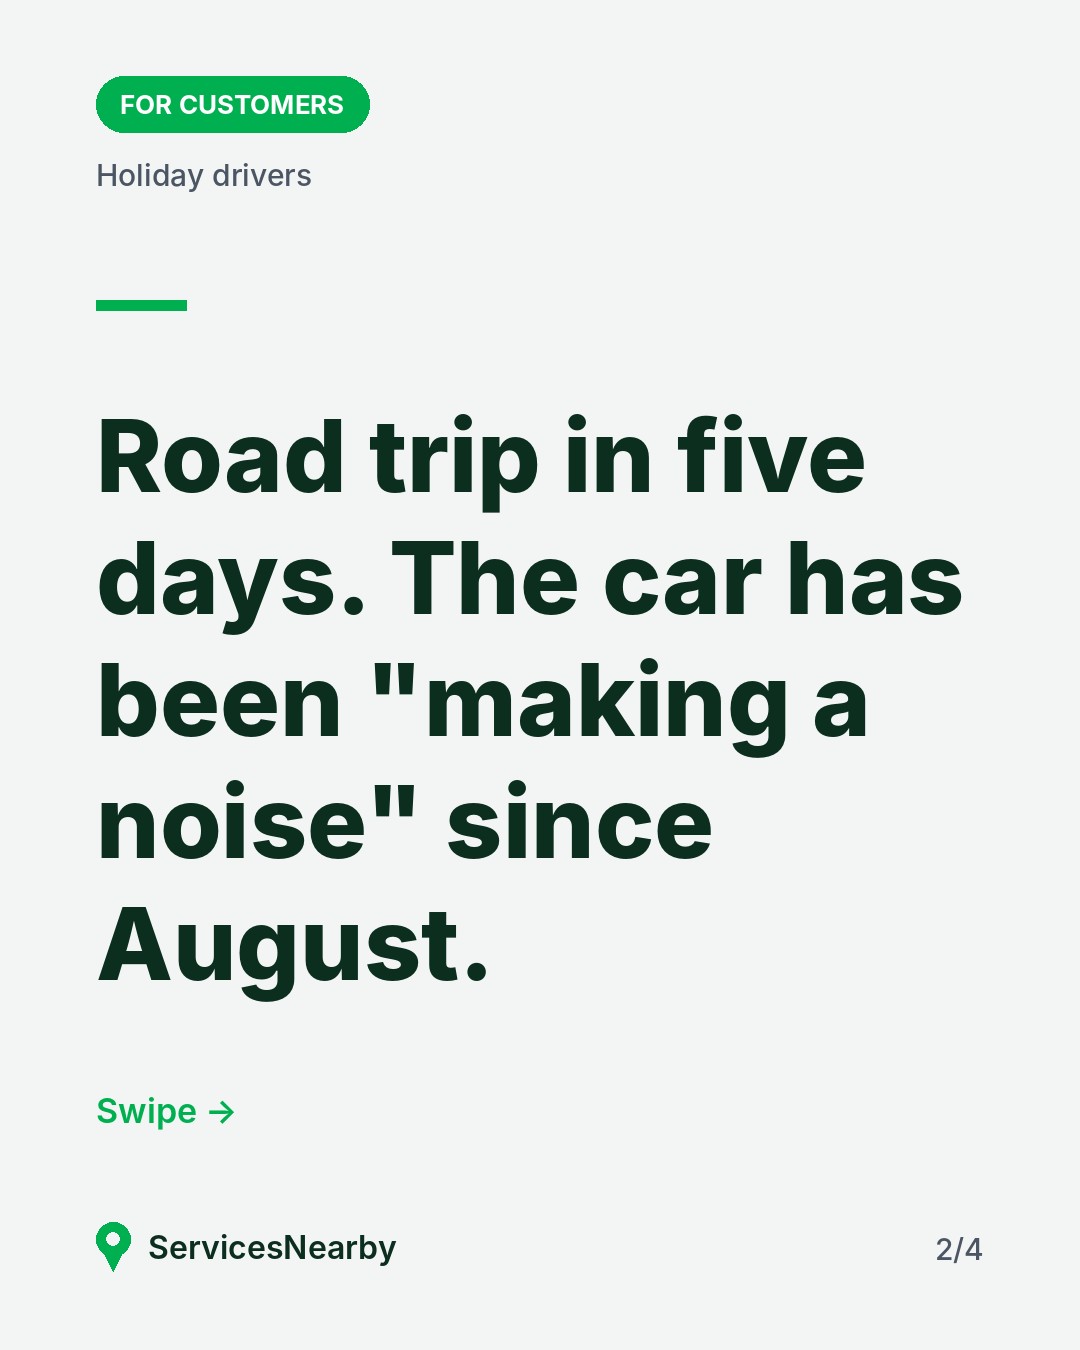 FOR CUSTOMERS
Holiday drivers
Road trip in five
days. The car has
been "making a
noise" since
August.
Swipe →
ServicesNearby
2/4